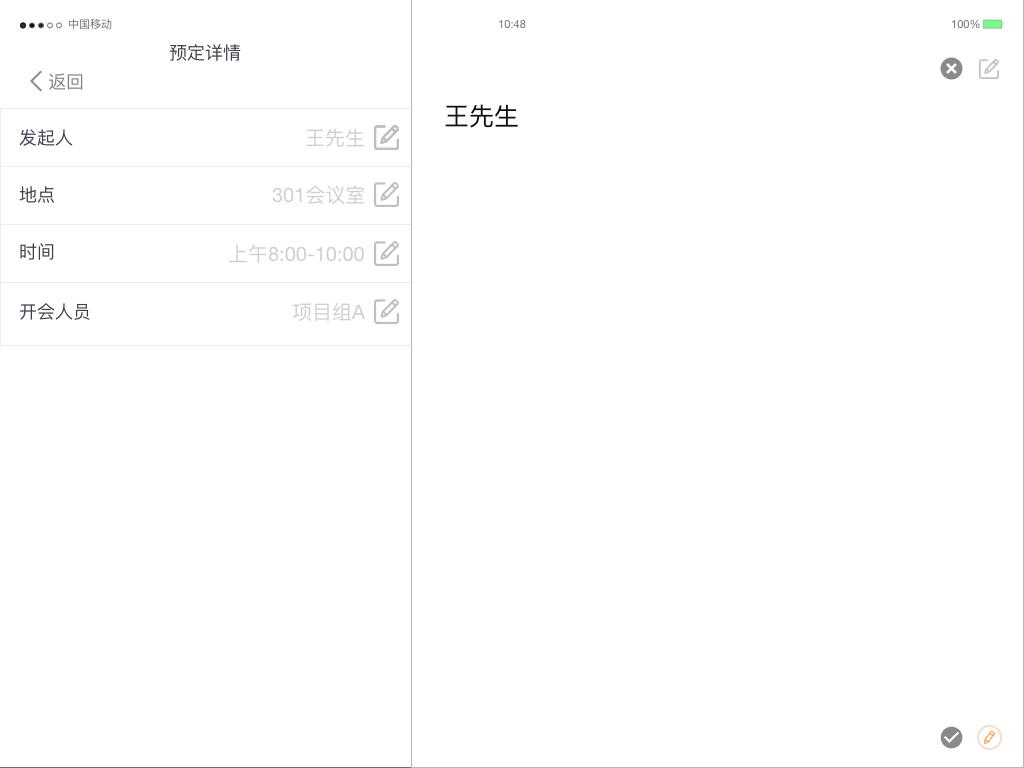 中国移动 10:48 100%
预定详情
返回
发起人 王先生
地点 301会议室
时间 上午8:00-10:00
开会人员 项目组A
王先生